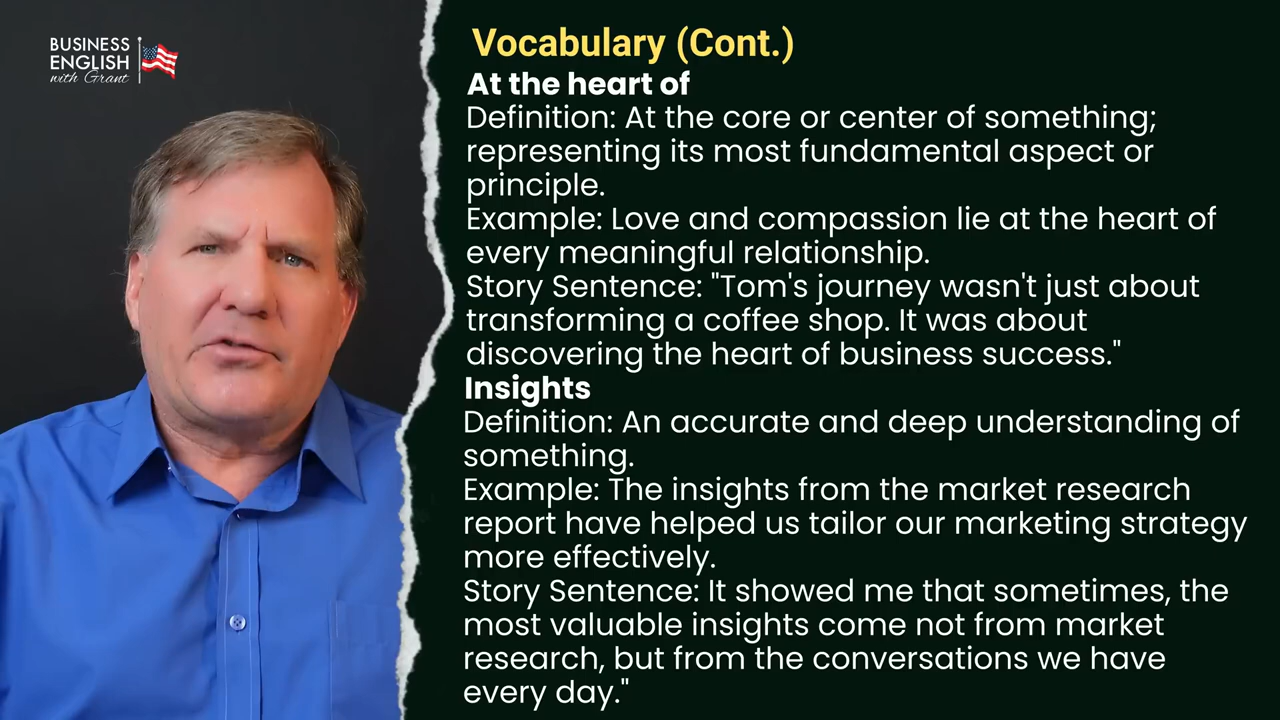 BUSINESS
ENGLISH
with Grant
Vocabulary (Cont.)
At the heart of
Definition: At the core or center of something;
representing its most fundamental aspect or
principle.
Example: Love and compassion lie at the heart of
every meaningful relationship.
Story Sentence: "Tom's journey wasn't just about
transforming a coffee shop. It was about
discovering the heart of business success."
Insights
Definition: An accurate and deep understanding of
something.
Example: The insights from the market research
report have helped us tailor our marketing strategy
more effectively.
Story Sentence: It showed me that sometimes, the
most valuable insights come not from market
research, but from the conversations we have
every day."